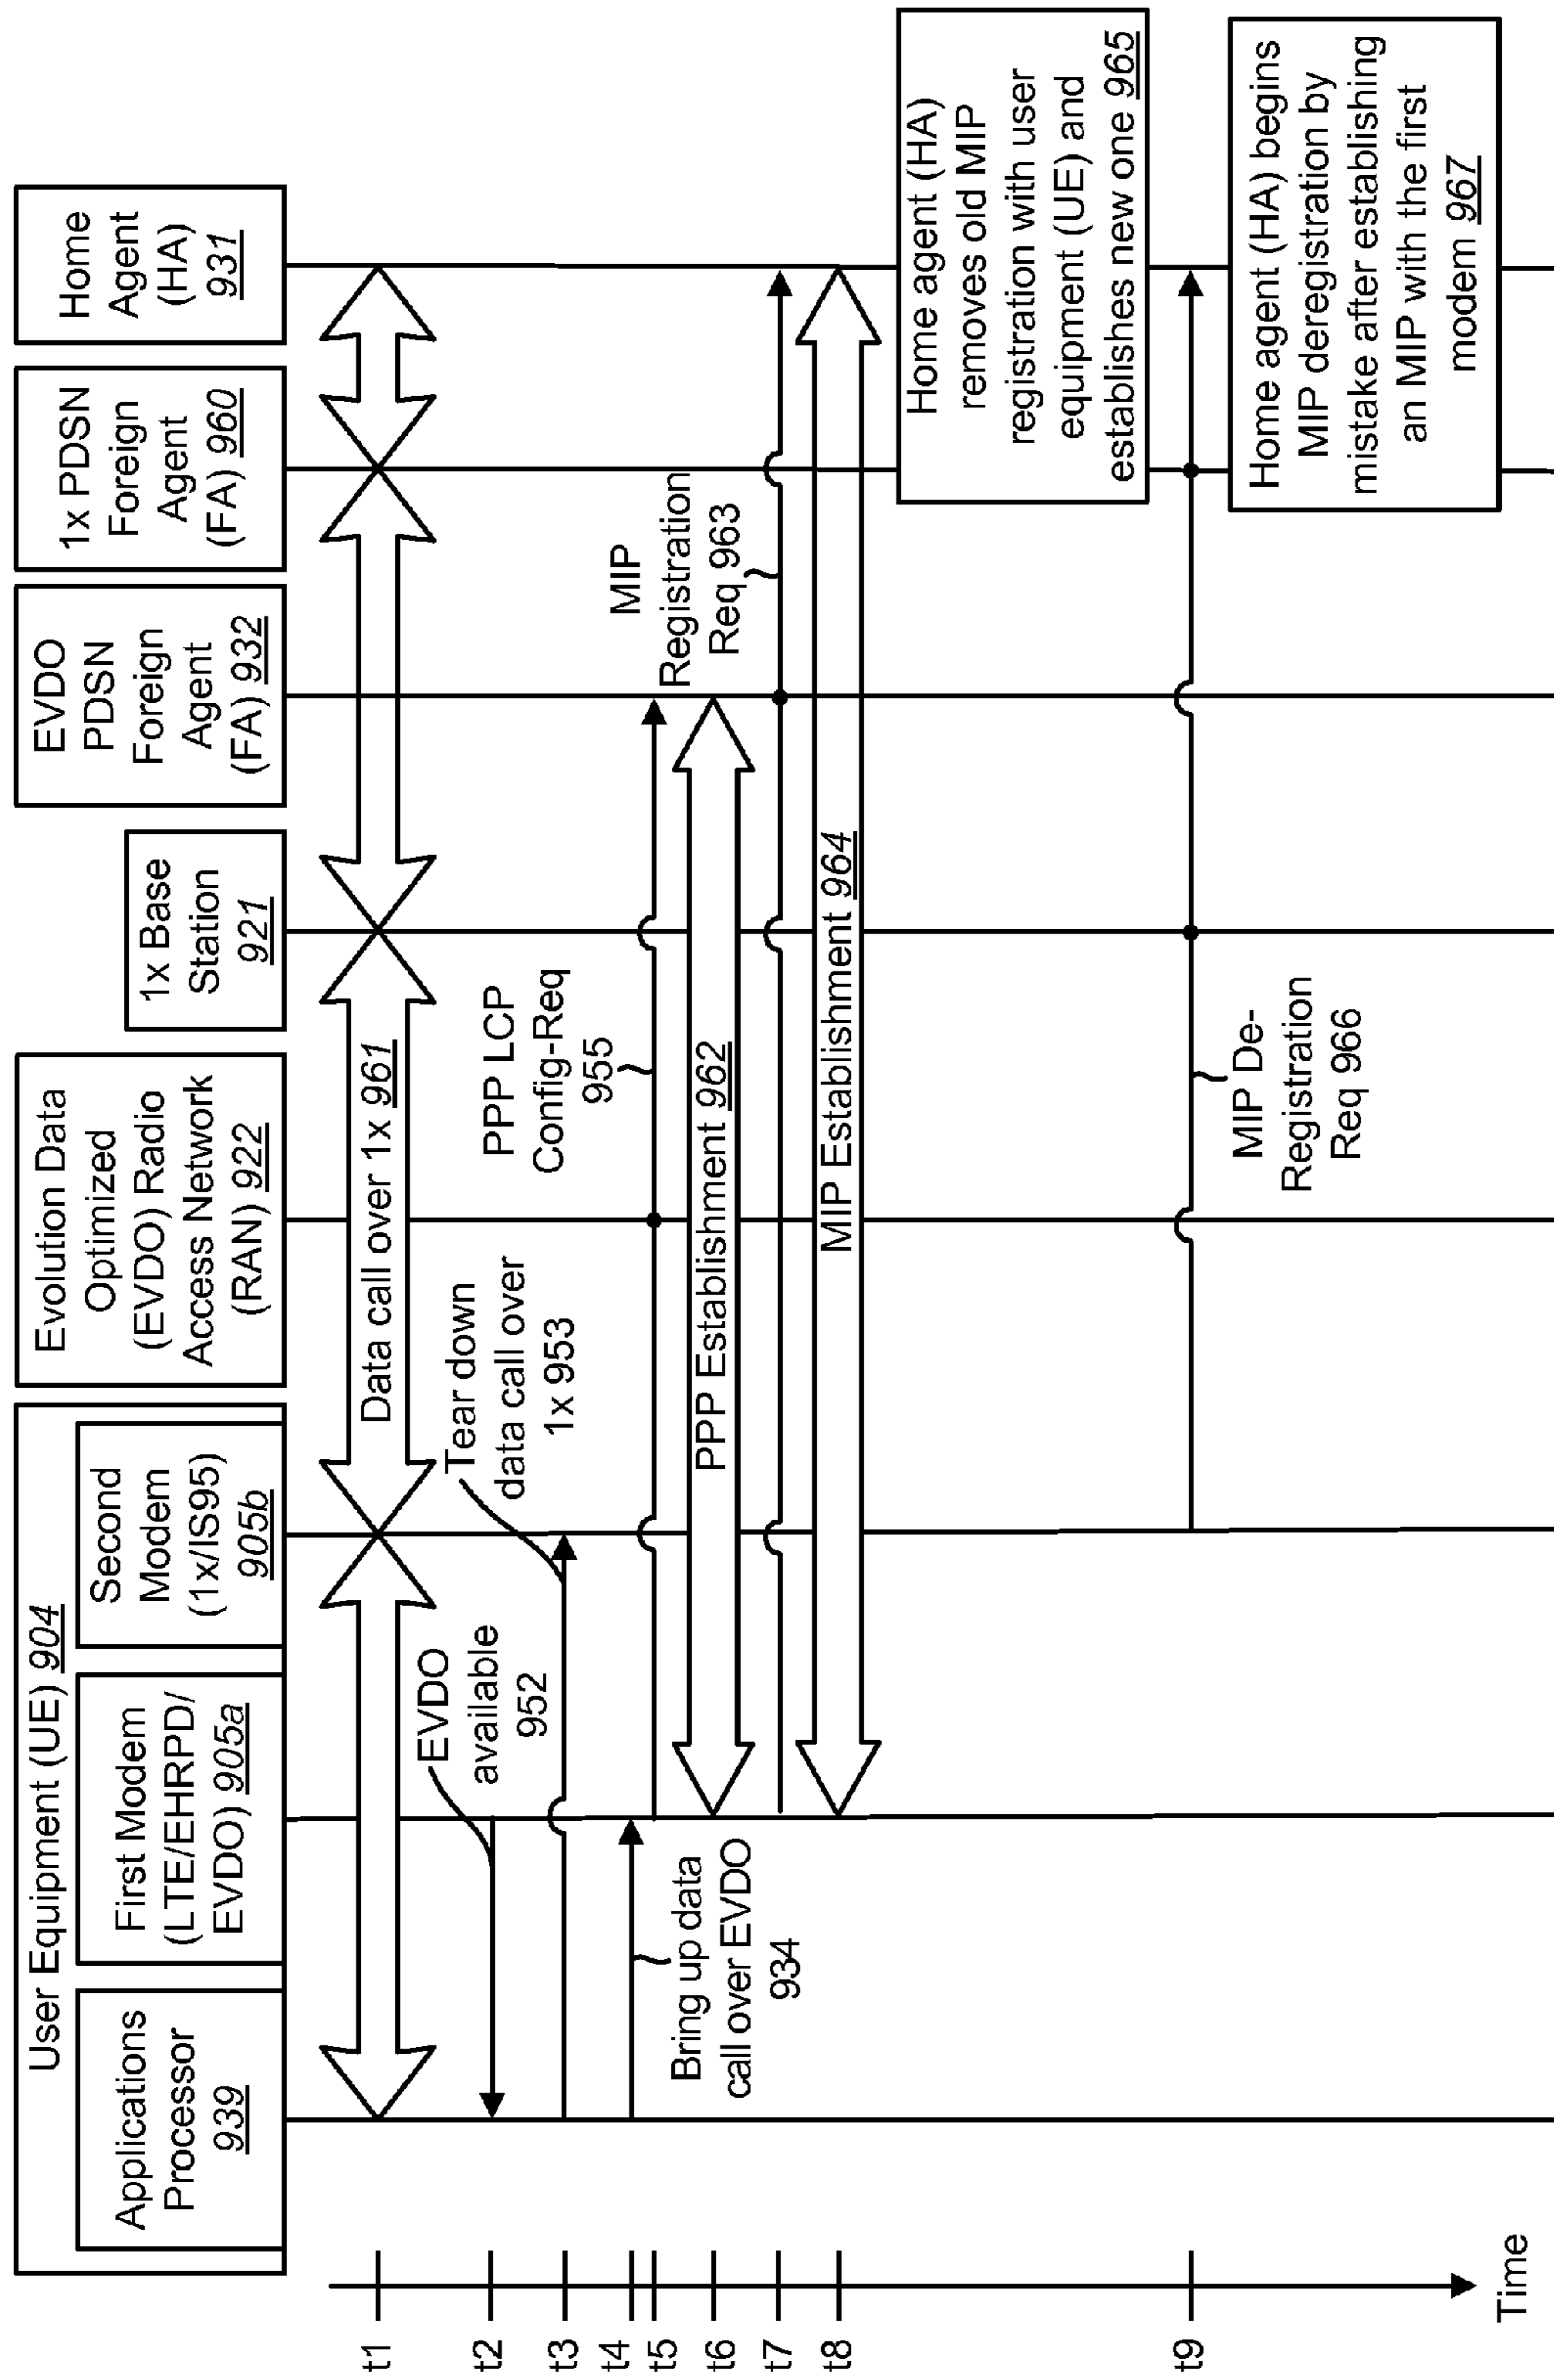 User Equipment (UE) 904
Applications
Processor
939
First Modem
(LTE/EHRPD/
EVDO) 905a
Second
Modem
(1x/IS95)
905b
Evolution Data
Optimized
(EVDO) Radio
Access Network
(RAN) 922
1x Base
Station
921
EVDO
PDSN
Foreign
Agent
(FA) 932
1x PDSN
Foreign
Agent
(FA) 960
Home
Agent
(HA)
931
t1
Data call over 1x 961
t2
EVDO
available
952
t3
Tear down
data call over
1x 953
t4
Bring up data
call over EVDO
934
t5
PPP LCP
Config-Req
955
t6
PPP Establishment 962
t7
MIP
Registration
Req 963
t8
MIP Establishment 964
Home agent (HA)
removes old MIP
registration with user
equipment (UE) and
establishes new one 965
t9
MIP De-
Registration
Req 966
Home agent (HA) begins
MIP deregistration by
mistake after establishing
an MIP with the first
modem 967
Time